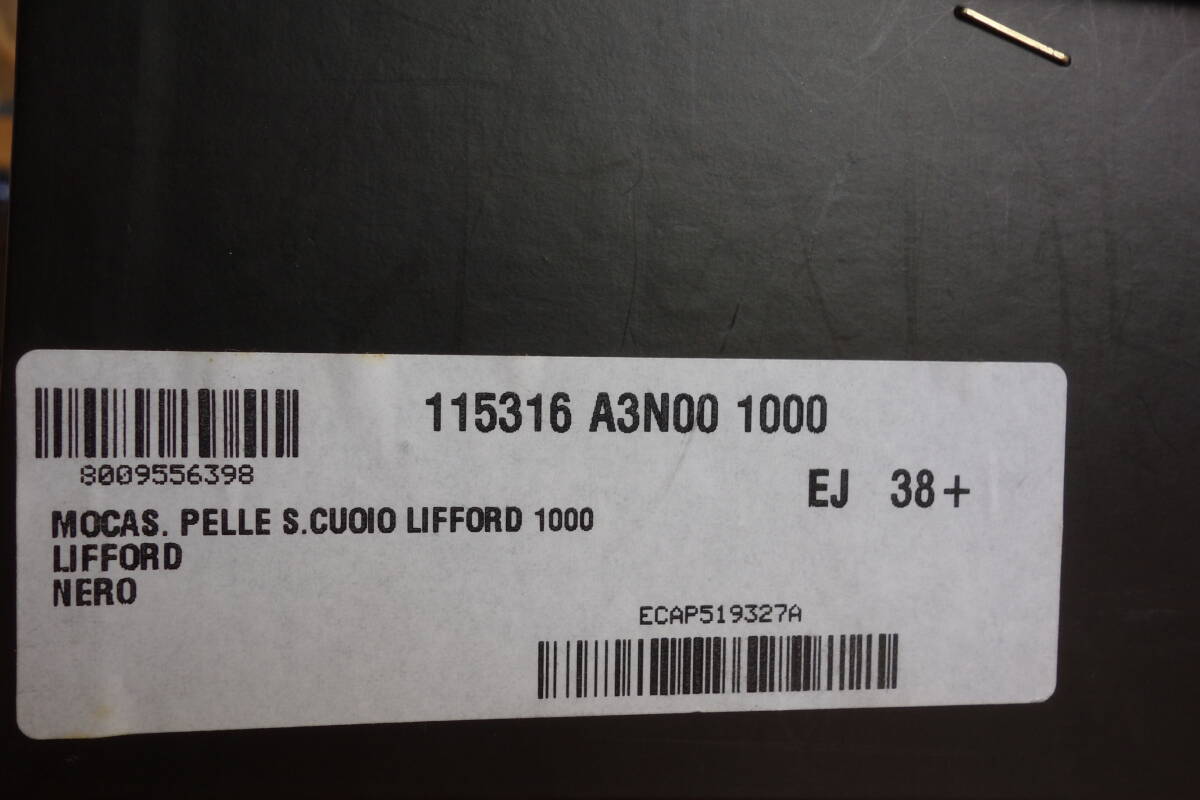 115316 A3N00 1000
8009556398
EJ 38+
MOCAS. PELLE S.CUOIO LIFFORD 1000
LIFFORD
NERO
ECAP519327A